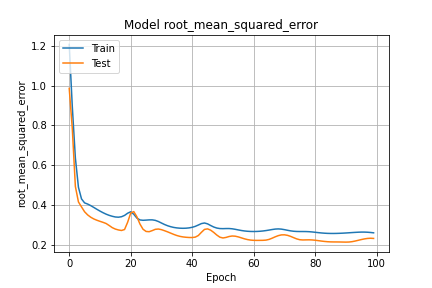 Model root_mean_squared_error
1.2
1.0
0.8
0.6
0.4
0.2
root_mean_squared_error
Train
Test
0 20 40 60 80 100
Epoch